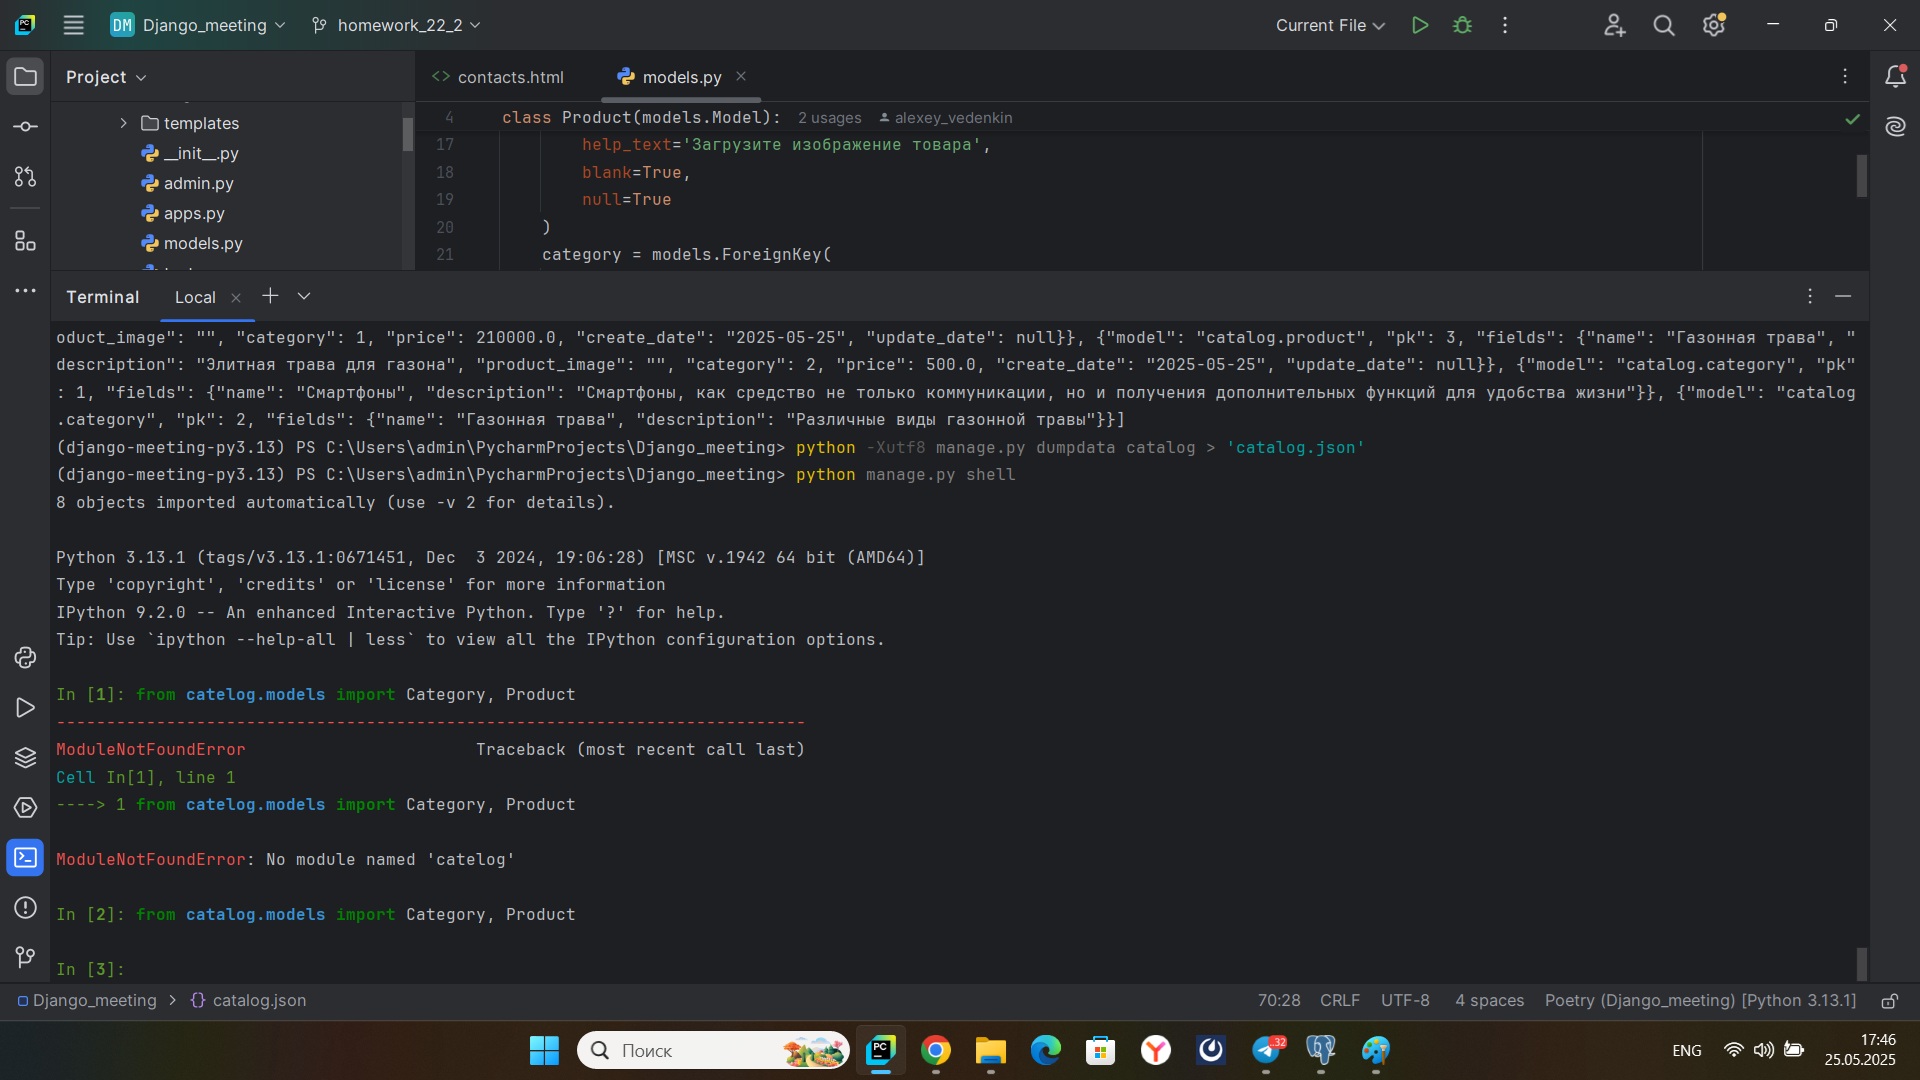 DM Django_meeting
homework_22_2
Current File
Project
contacts.html
models.py
templates
__init__.py
admin.py
apps.py
models.py
4 class Product(models.Model): 2 usages alexey_vedenkin
17 help_text='Загрузите изображение товара',
18 blank=True,
19 null=True
20 )
21 category = models.ForeignKey(
Terminal Local
oduct_image": "", "category": 1, "price": 210000.0, "create_date": "2025-05-25", "update_date": null}}, {"model": "catalog.product", "pk": 3, "fields": {"name": "Газонная трава", "
description": "Элитная трава для газона", "product_image": "", "category": 2, "price": 500.0, "create_date": "2025-05-25", "update_date": null}}, {"model": "catalog.category", "pk"
: 1, "fields": {"name": "Смартфоны", "description": "Смартфоны, как средство не только коммуникации, но и получения дополнительных функций для удобства жизни"}}, {"model": "catalog
.category", "pk": 2, "fields": {"name": "Газонная трава", "description": "Различные виды газонной травы"}}]
(django-meeting-py3.13) PS C:\Users\admin\PycharmProjects\Django_meeting> python -Xutf8 manage.py dumpdata catalog > 'catalog.json'
(django-meeting-py3.13) PS C:\Users\admin\PycharmProjects\Django_meeting> python manage.py shell
8 objects imported automatically (use -v 2 for details).
Python 3.13.1 (tags/v3.13.1:0671451, Dec  3 2024, 19:06:28) [MSC v.1942 64 bit (AMD64)]
Type 'copyright', 'credits' or 'license' for more information
IPython 9.2.0 -- An enhanced Interactive Python. Type '?' for help.
Tip: Use `ipython --help-all | less` to view all the IPython configuration options.
In [1]: from catelog.models import Category, Product
---------------------------------------------------------------------------
ModuleNotFoundError                       Traceback (most recent call last)
Cell In[1], line 1
----> 1 from catelog.models import Category, Product
ModuleNotFoundError: No module named 'catelog'
In [2]: from catalog.models import Category, Product
In [3]:
Django_meeting > {} catalog.json
70:28 CRLF UTF-8 4 spaces Poetry (Django_meeting) [Python 3.13.1]
Поиск
PC
32
ENG
17:46
25.05.2025